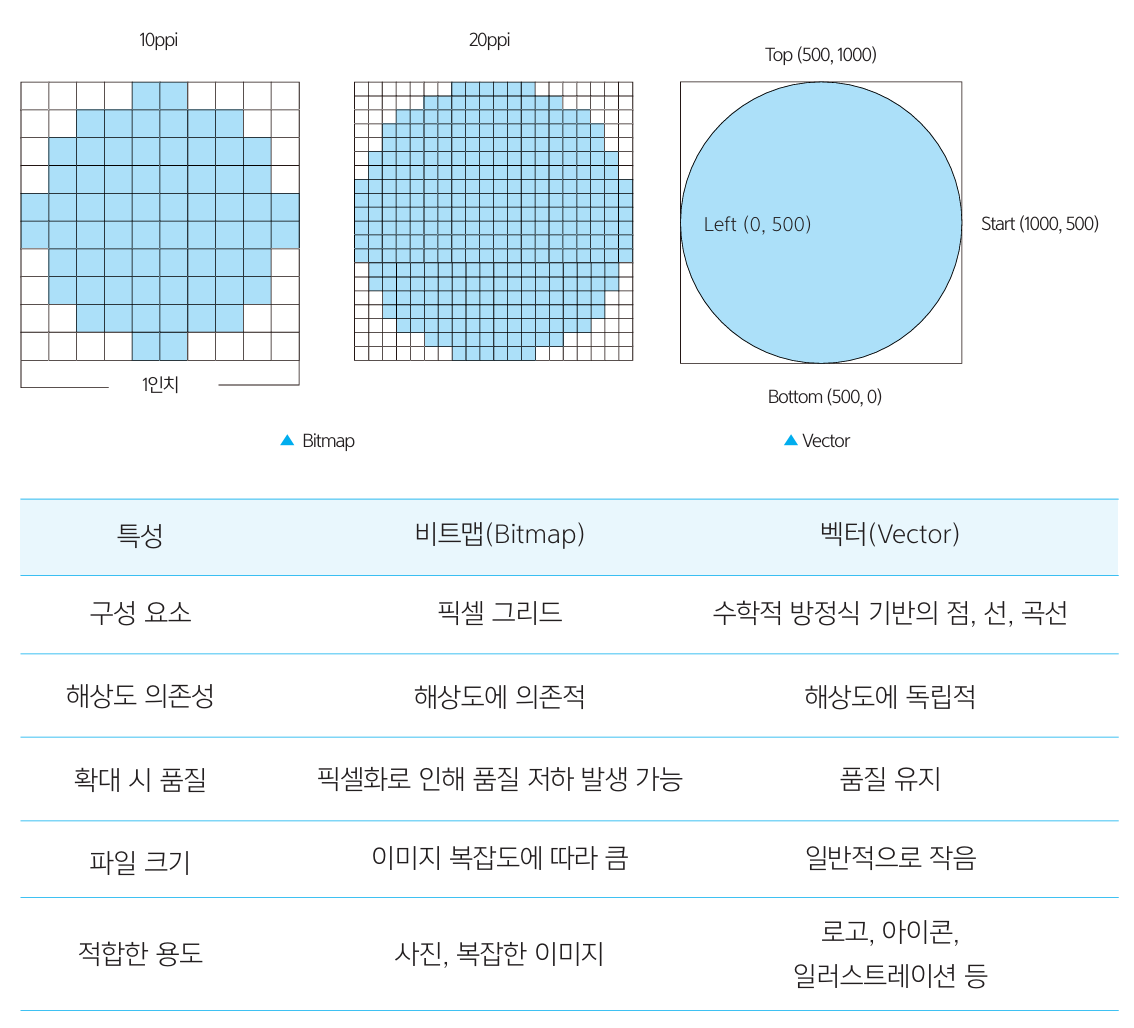 10ppi
20ppi
Top (500, 1000)
Left (0, 500)
Start (1000, 500)
1인치
Bottom (500, 0)
▲ Bitmap
▲ Vector
특성 비트맵(Bitmap) 벡터(Vector)
구성 요소 픽셀 그리드 수학적 방정식 기반의 점, 선, 곡선
해상도 의존성 해상도에 의존적 해상도에 독립적
확대 시 품질 픽셀화로 인해 품질 저하 발생 가능 품질 유지
파일 크기 이미지 복잡도에 따라 큼 일반적으로 작음
적합한 용도 사진, 복잡한 이미지 로고, 아이콘,
일러스트레이션 등